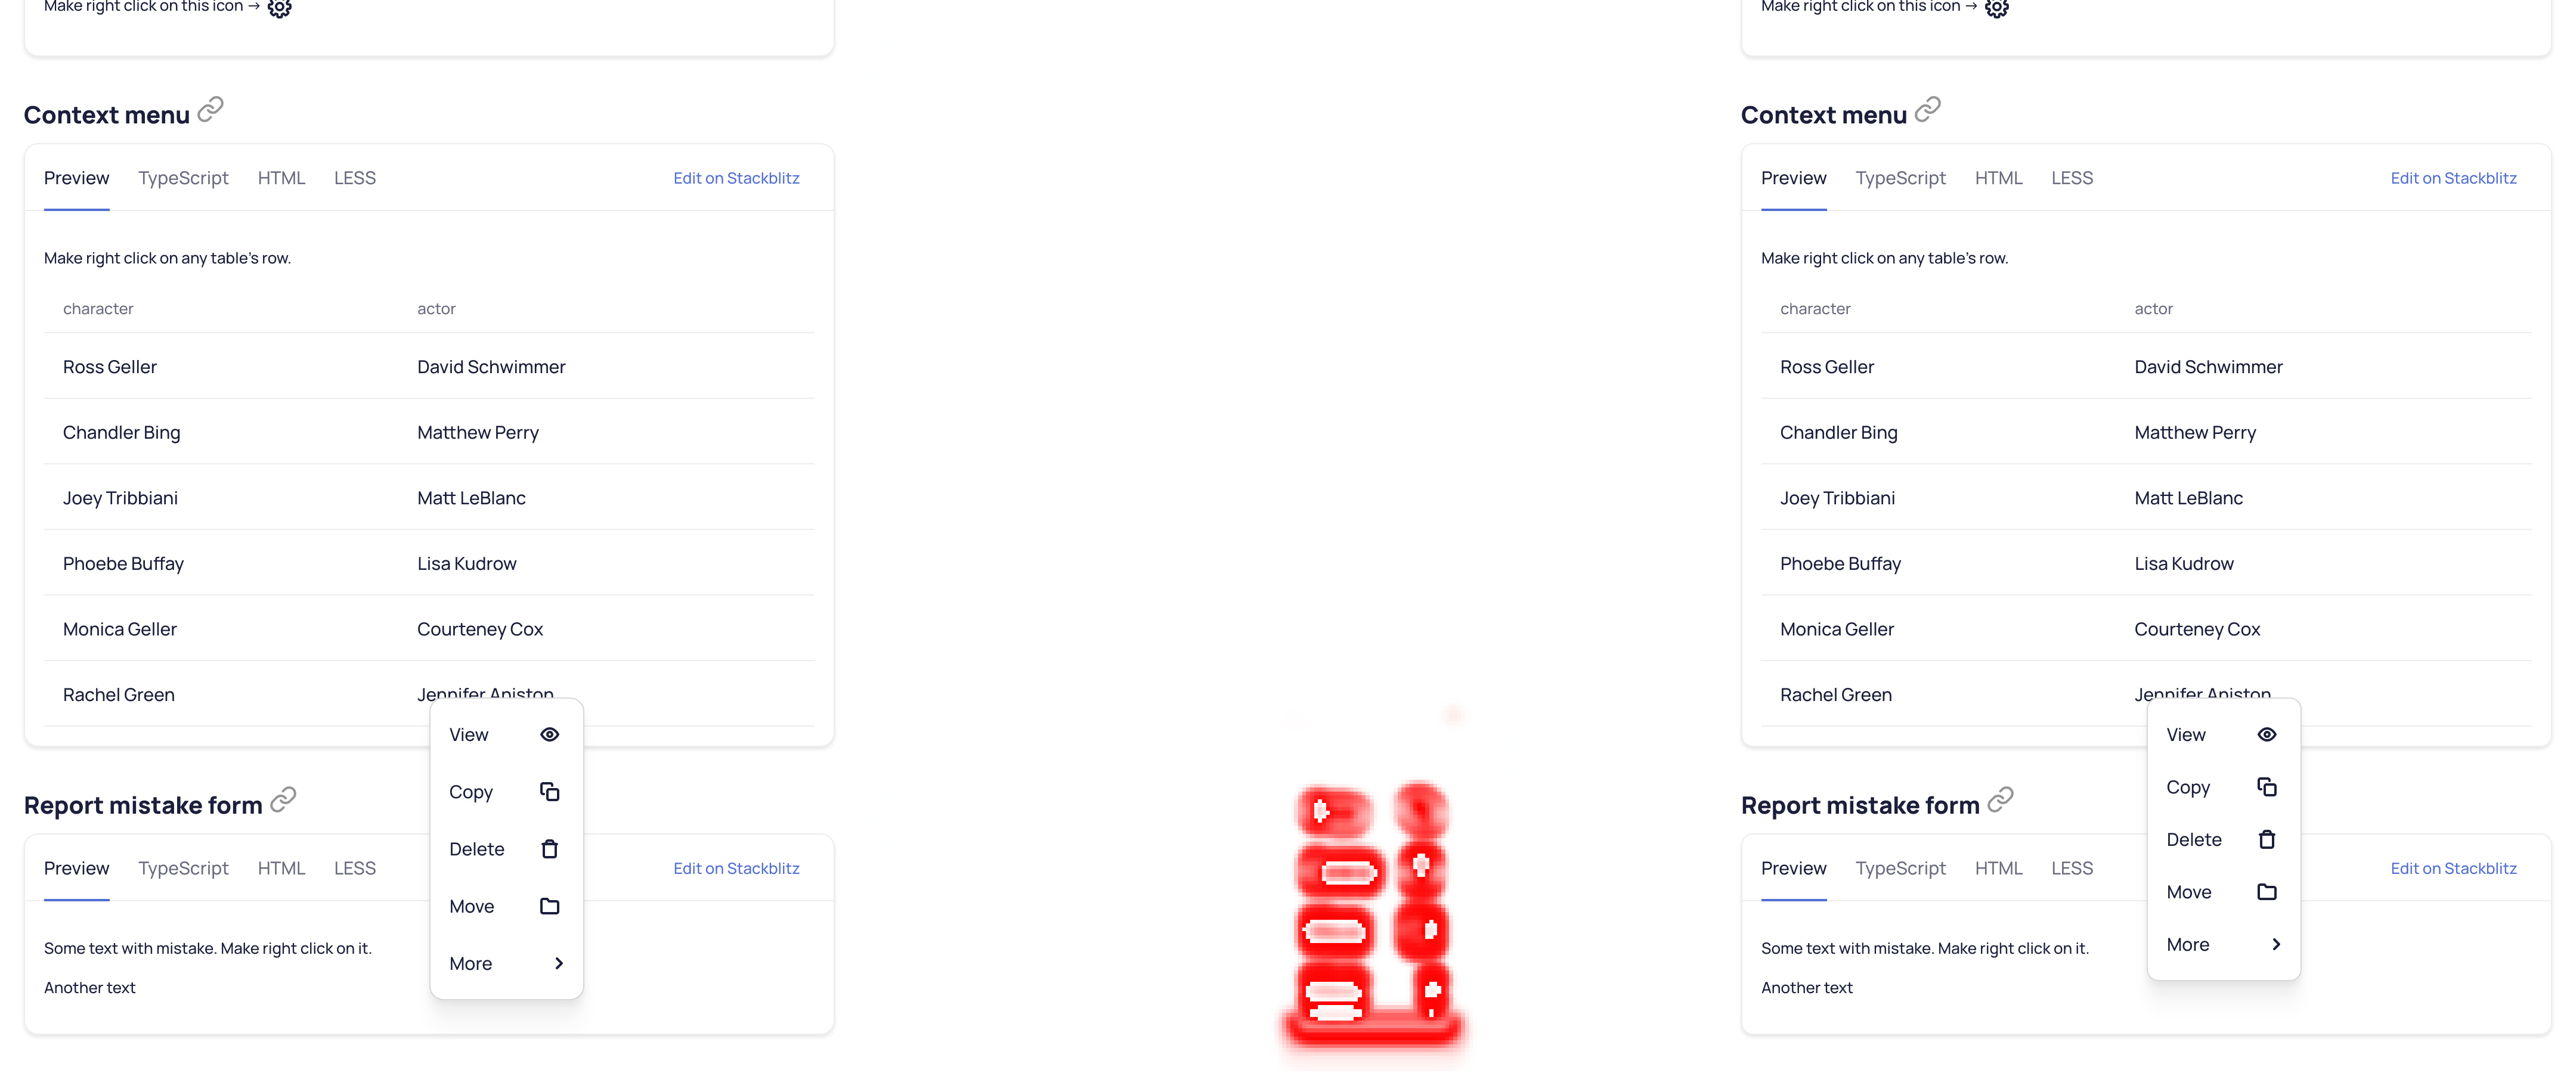 Make right click on this icon →
Context menu
Preview TypeScript HTML LESS Edit on Stackblitz
Make right click on any table's row.
character actor
Ross Geller David Schwimmer
Chandler Bing Matthew Perry
Joey Tribbiani Matt LeBlanc
Phoebe Buffay Lisa Kudrow
Monica Geller Courteney Cox
Rachel Green Jennifer Aniston
View
Copy
Report mistake form
Delete
Preview TypeScript HTML LESS Edit on Stackblitz
Move
Some text with mistake. Make right click on it.
More
Another text
Make right click on this icon →
Context menu
Preview TypeScript HTML LESS Edit on Stackblitz
Make right click on any table's row.
character actor
Ross Geller David Schwimmer
Chandler Bing Matthew Perry
Joey Tribbiani Matt LeBlanc
Phoebe Buffay Lisa Kudrow
Monica Geller Courteney Cox
Rachel Green Jennifer Aniston
View
Copy
Report mistake form
Delete
Preview TypeScript HTML LESS Edit on Stackblitz
Move
More
Some text with mistake. Make right click on it.
Another text